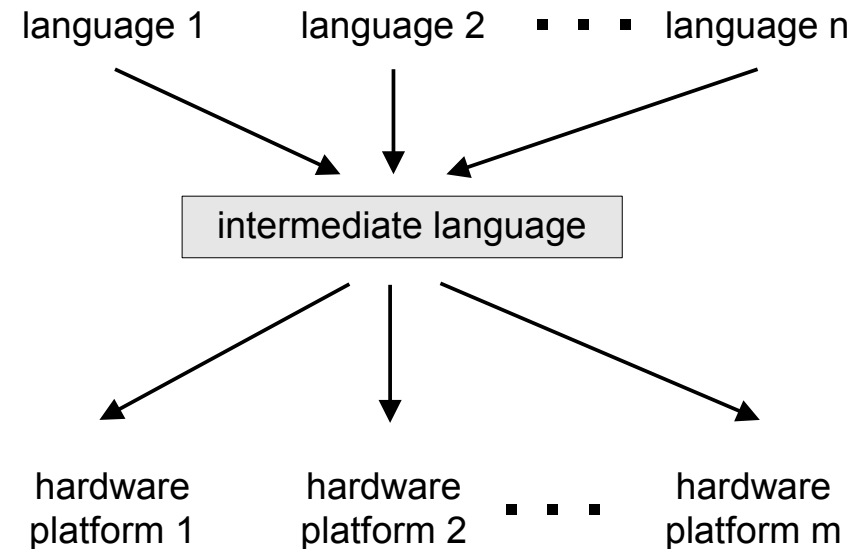 language 1 language 2 ▪ ▪ ▪ language n
intermediate language
hardware hardware hardware
platform 1 platform 2 ▪ ▪ ▪ platform m